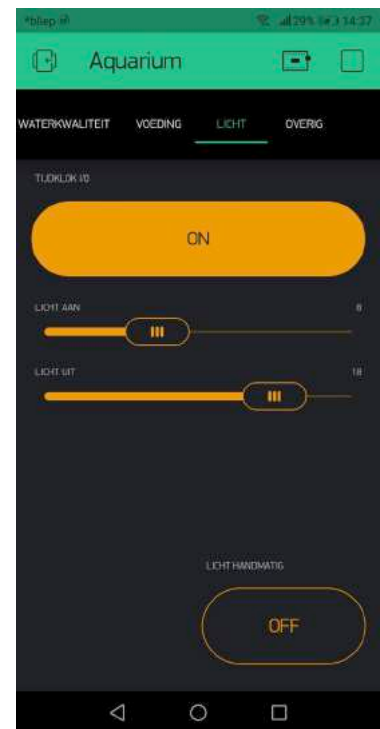 *bliep 29% 14:37
Aquarium
WATERKWALITEIT VOEDING LICHT OVERIG
TIJDKLOK I/O
ON
LICHT AAN 8
LICHT UIT 18
LICHT HANDMATIG
OFF